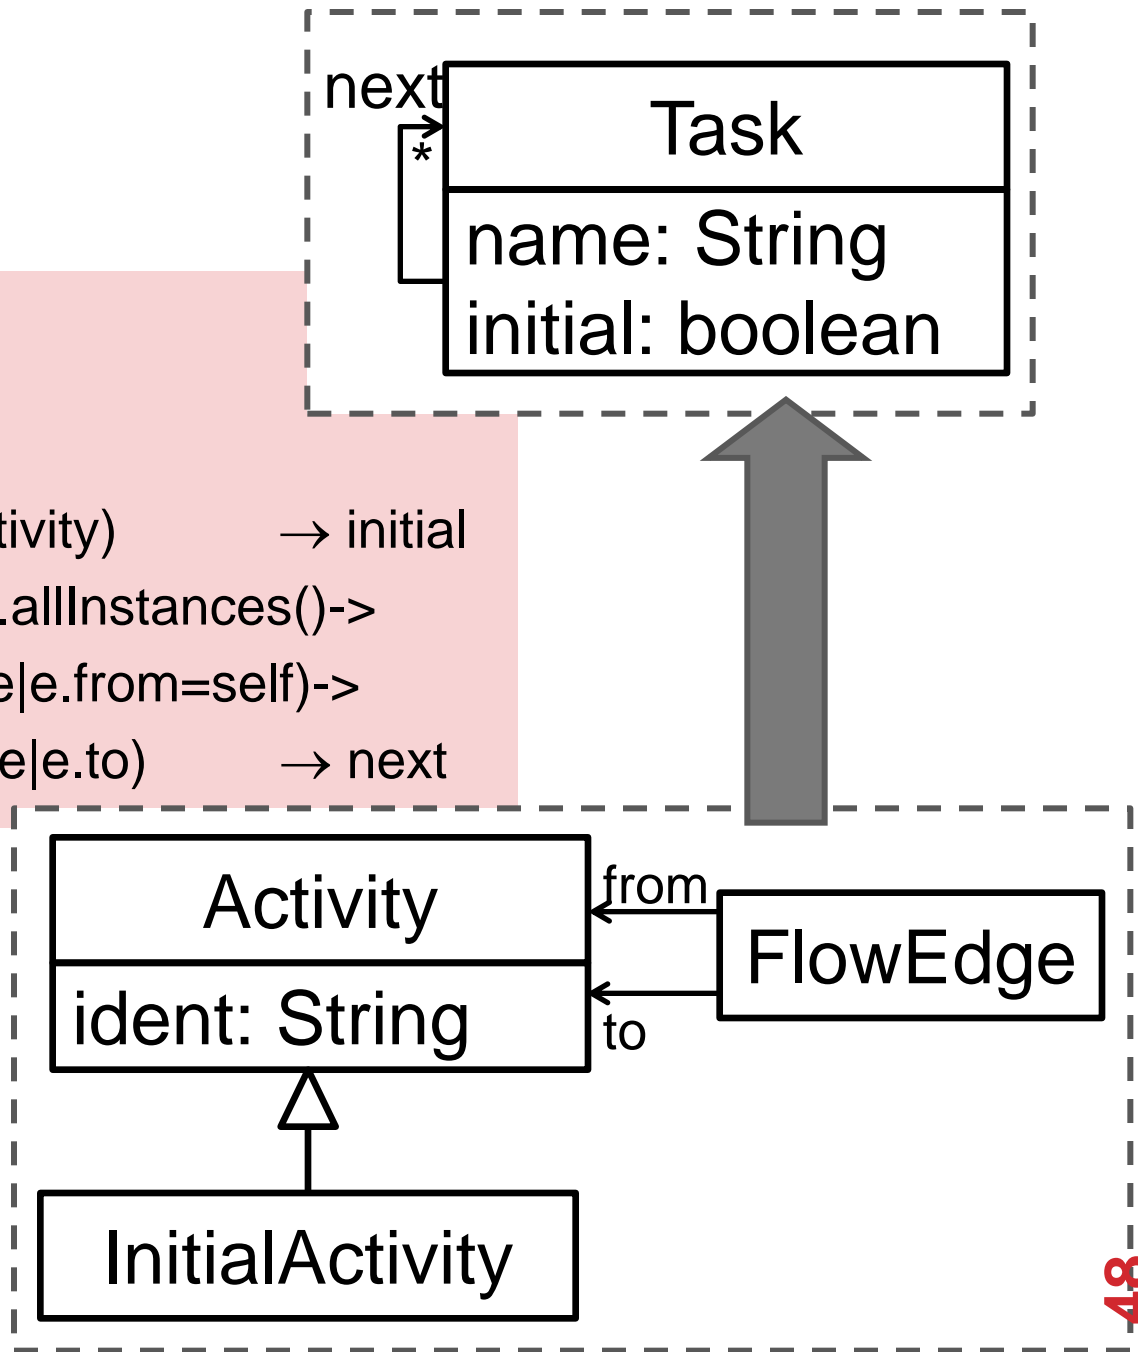 next
*
Task
name: String
initial: boolean
tivity) → initial
.allInstances()->
e|e.from=self)->
e|e.to) → next
Activity
ident: String
from
to
FlowEdge
InitialActivity
48